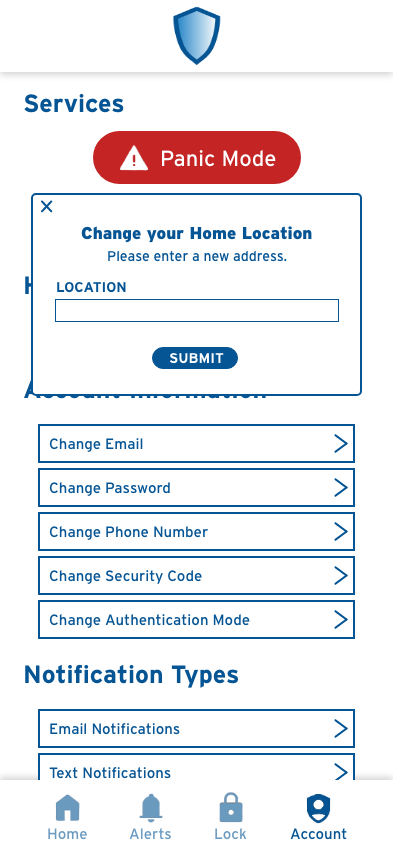 Services
Panic Mode
Change your Home Location
Please enter a new address.
LOCATION
SUBMIT
Account Information
Change Email
Change Password
Change Phone Number
Change Security Code
Change Authentication Mode
Notification Types
Email Notifications
Text Notifications
Home
Alerts
Lock
Account